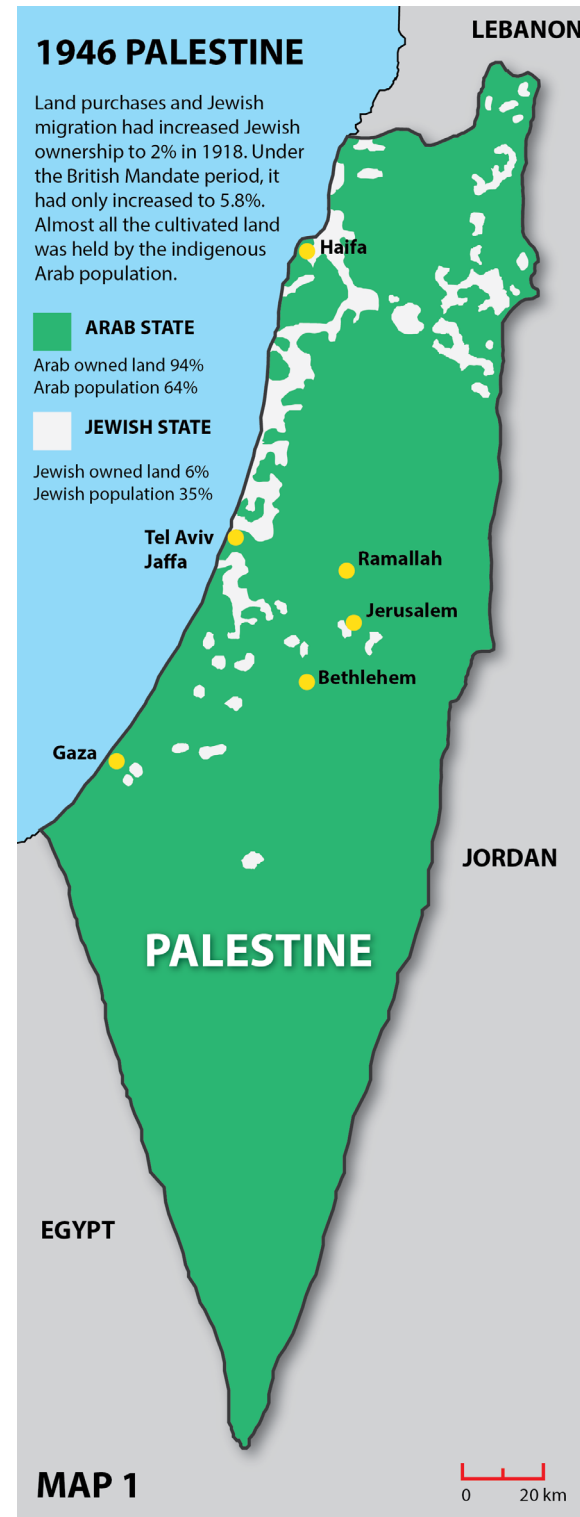 LEBANON
1946 PALESTINE
Land purchases and Jewish
migration had increased Jewish
ownership to 2% in 1918. Under
the British Mandate period, it
had only increased to 5.8%.
Almost all the cultivated land
was held by the indigenous
Arab population.
Haifa
ARAB STATE
Arab owned land 94%
Arab population 64%
JEWISH STATE
Jewish owned land 6%
Jewish population 35%
Tel Aviv
Jaffa
Ramallah
Jerusalem
Bethlehem
Gaza
JORDAN
PALESTINE
EGYPT
MAP 1
0 20 km